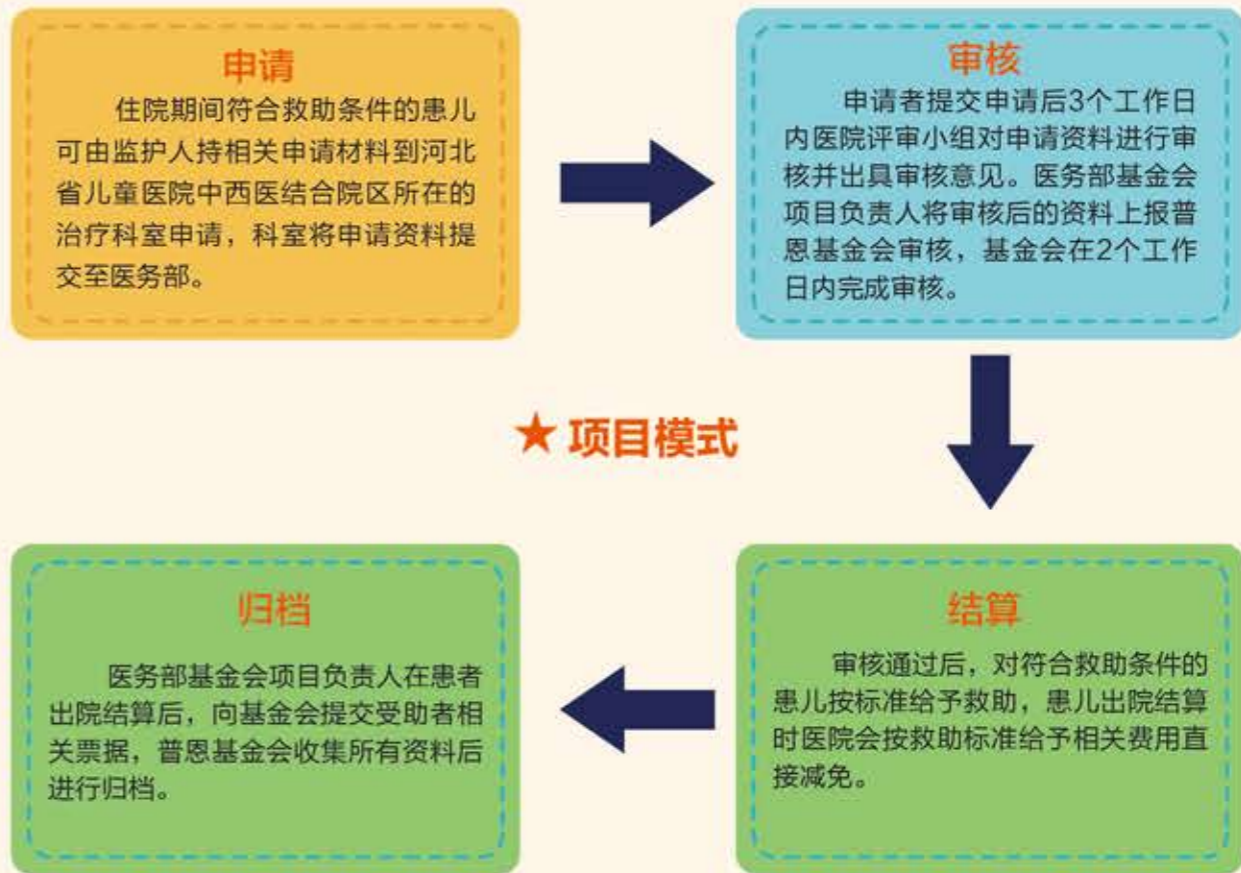 申请
住院期间符合救助条件的患儿
可由监护人持相关申请材料到河北
省儿童医院中西医结合院区所在的
治疗科室申请，科室将申请资料提
交至医务部。
审核
申请者提交申请后3个工作日
内医院评审小组对申请资料进行审
核并出具审核意见。医务部基金会
项目负责人将审核后的资料上报普
恩基金会审核，基金会在2个工作
日内完成审核。
★ 项目模式
归档
医务部基金会项目负责人在患者
出院结算后，向基金会提交受助者相
关票据，普恩基金会收集所有资料后
进行归档。
结算
审核通过后，对符合救助条件的
患儿按标准给予救助，患儿出院结算
时医院会按救助标准给予相关费用直
接减免。